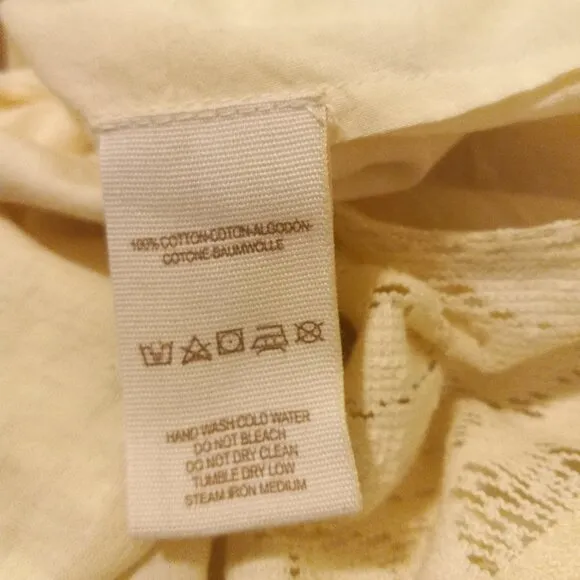 100% COTTON-COTON-ALGODÓN-
COTONE-BAUMWOLLE
HAND WASH COLD WATER
DO NOT BLEACH
DO NOT DRY CLEAN
TUMBLE DRY LOW
STEAM IRON MEDIUM